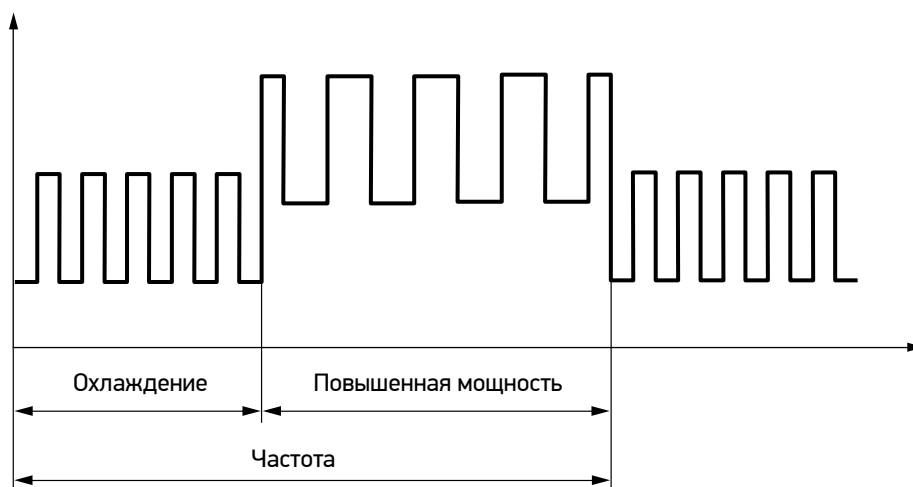 Охлаждение
Повышенная мощность
Частота